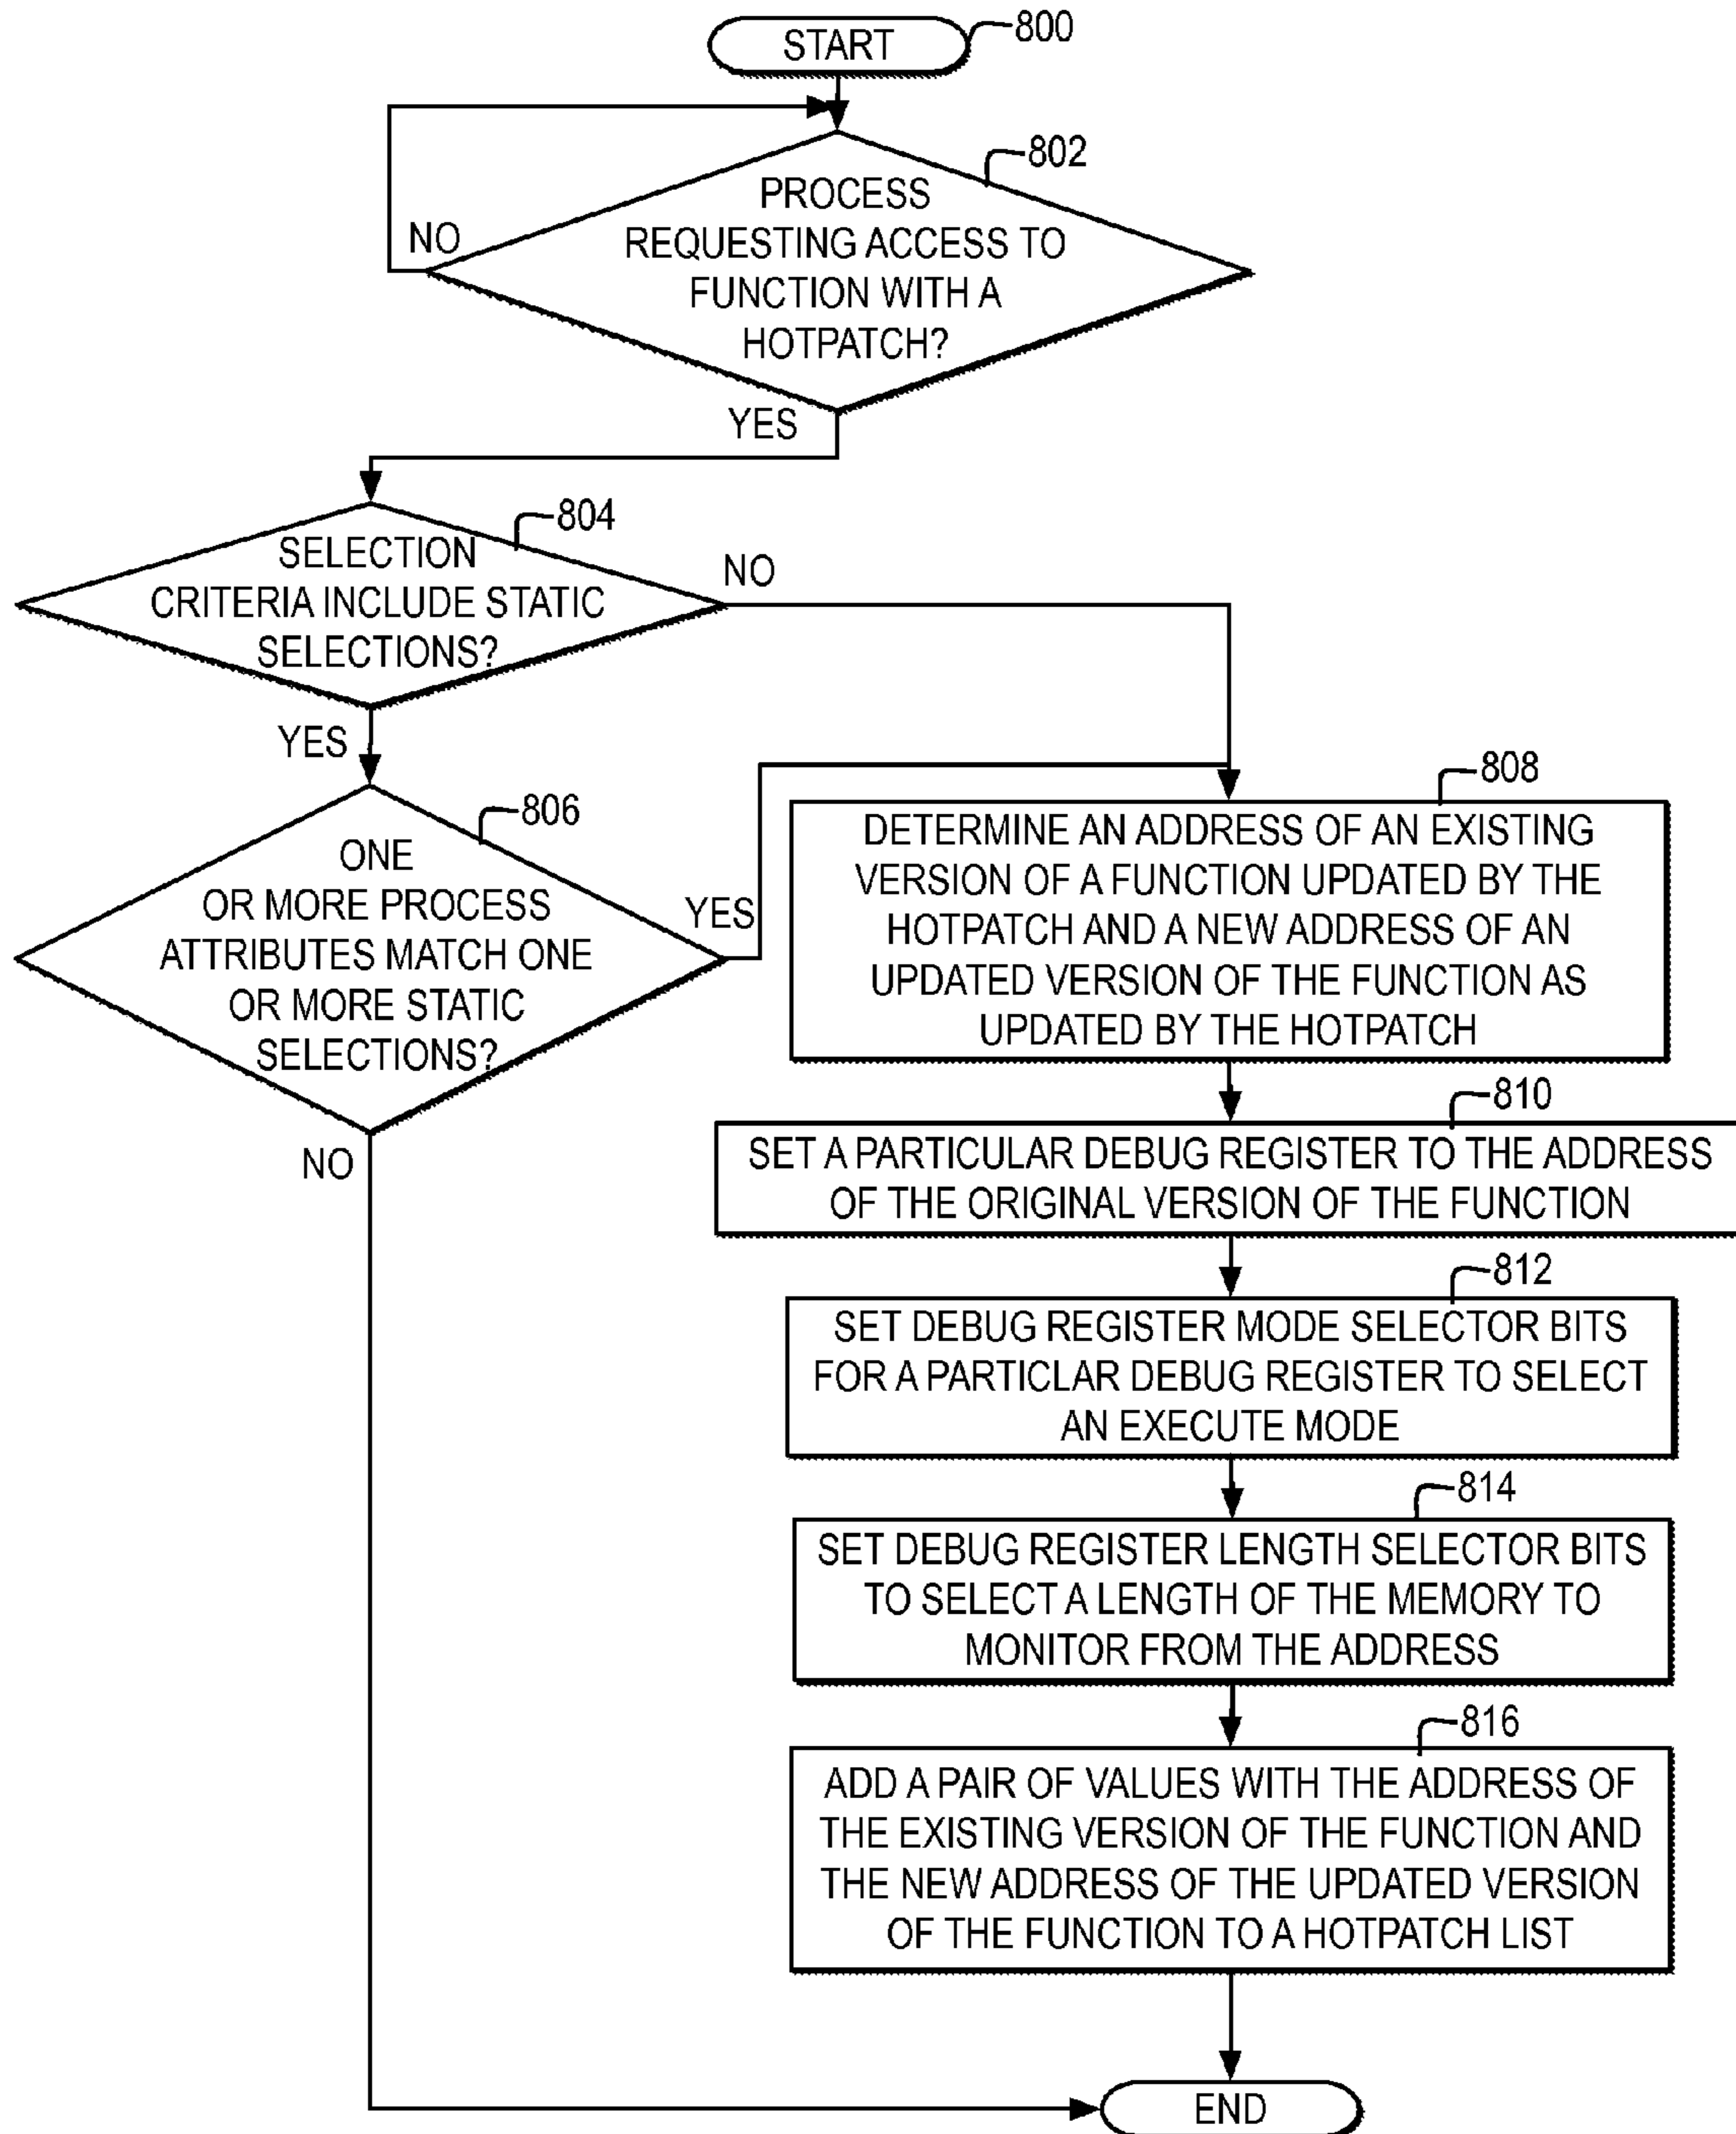 START
800
802
PROCESS
REQUESTING ACCESS TO
FUNCTION WITH A
HOTPATCH?
NO
YES
804
SELECTION
CRITERIA INCLUDE STATIC
SELECTIONS?
NO
YES
806
ONE
OR MORE PROCESS
ATTRIBUTES MATCH ONE
OR MORE STATIC
SELECTIONS?
YES
NO
808
DETERMINE AN ADDRESS OF AN EXISTING
VERSION OF A FUNCTION UPDATED BY THE
HOTPATCH AND A NEW ADDRESS OF AN
UPDATED VERSION OF THE FUNCTION AS
UPDATED BY THE HOTPATCH
810
SET A PARTICULAR DEBUG REGISTER TO THE ADDRESS
OF THE ORIGINAL VERSION OF THE FUNCTION
812
SET DEBUG REGISTER MODE SELECTOR BITS
FOR A PARTICLAR DEBUG REGISTER TO SELECT
AN EXECUTE MODE
814
SET DEBUG REGISTER LENGTH SELECTOR BITS
TO SELECT A LENGTH OF THE MEMORY TO
MONITOR FROM THE ADDRESS
816
ADD A PAIR OF VALUES WITH THE ADDRESS OF
THE EXISTING VERSION OF THE FUNCTION AND
THE NEW ADDRESS OF THE UPDATED VERSION
OF THE FUNCTION TO A HOTPATCH LIST
END